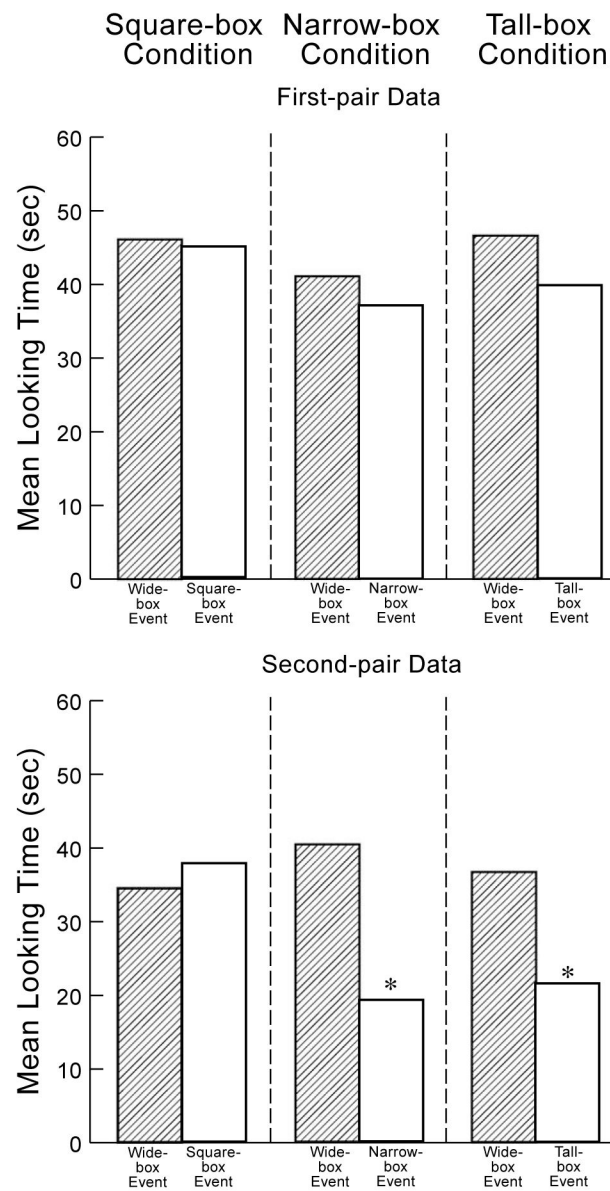 Square-box Narrow-box Tall-box
Condition Condition Condition
First-pair Data
Mean Looking Time (sec)
60
50
40
30
20
10
0
Wide- Square- Wide- Narrow- Wide- Tall-
box box box box box box
Event Event Event Event Event Event
Second-pair Data
Mean Looking Time (sec)
60
50
40
30
20
10
0
* *
Wide- Square- Wide- Narrow- Wide- Tall-
box box box box box box
Event Event Event Event Event Event